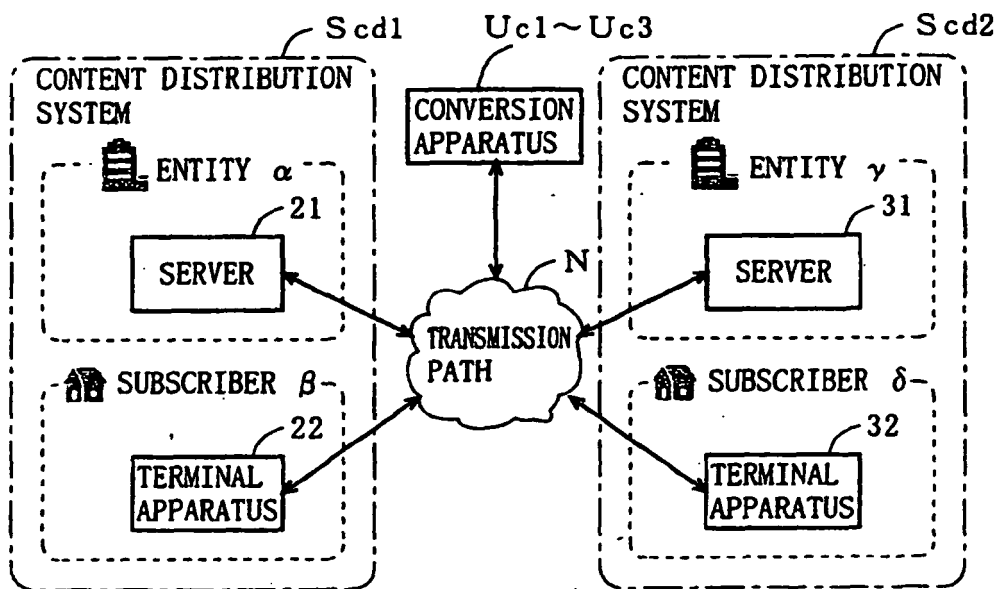 Scd1
Uc1~Uc3
Scd2
CONTENT DISTRIBUTION
SYSTEM
CONVERSION
APPARATUS
CONTENT DISTRIBUTION
SYSTEM
ENTITY α
21
SERVER
ENTITY γ
31
SERVER
N
TRANSMISSION
PATH
SUBSCRIBER β
22
TERMINAL
APPARATUS
SUBSCRIBER δ
32
TERMINAL
APPARATUS